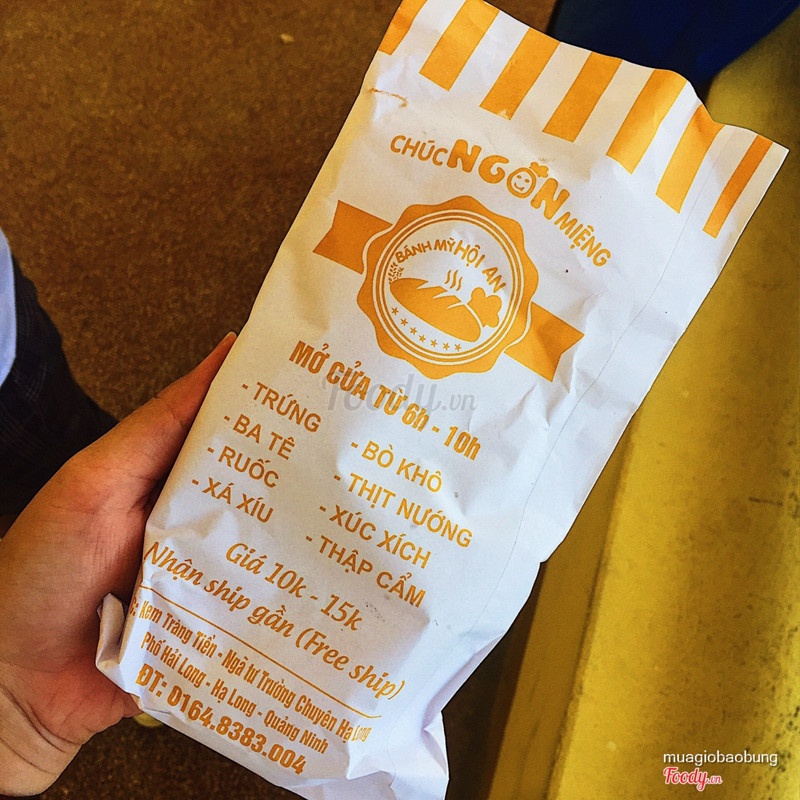 CHÚC NGON MIỆNG
BÁNH MỲ HỘI AN
MỞ CỬA TỪ 6h - 10h
- TRỨNG
- BA TÊ
- RUỐC
- XÁ XÍU
- BÒ KHÔ
- THỊT NƯỚNG
- XÚC XÍCH
- THẬP CẨM
Giá 10k - 15k
Nhận ship gần (Free ship)
Kem Tràng Tiền - Ngã tư Trường Chuyên Hạ Long
Phố Hải Long - Hạ Long - Quảng Ninh
ĐT: 0164.8383.004
Foody.vn
muagiobaobung
Foody.vn